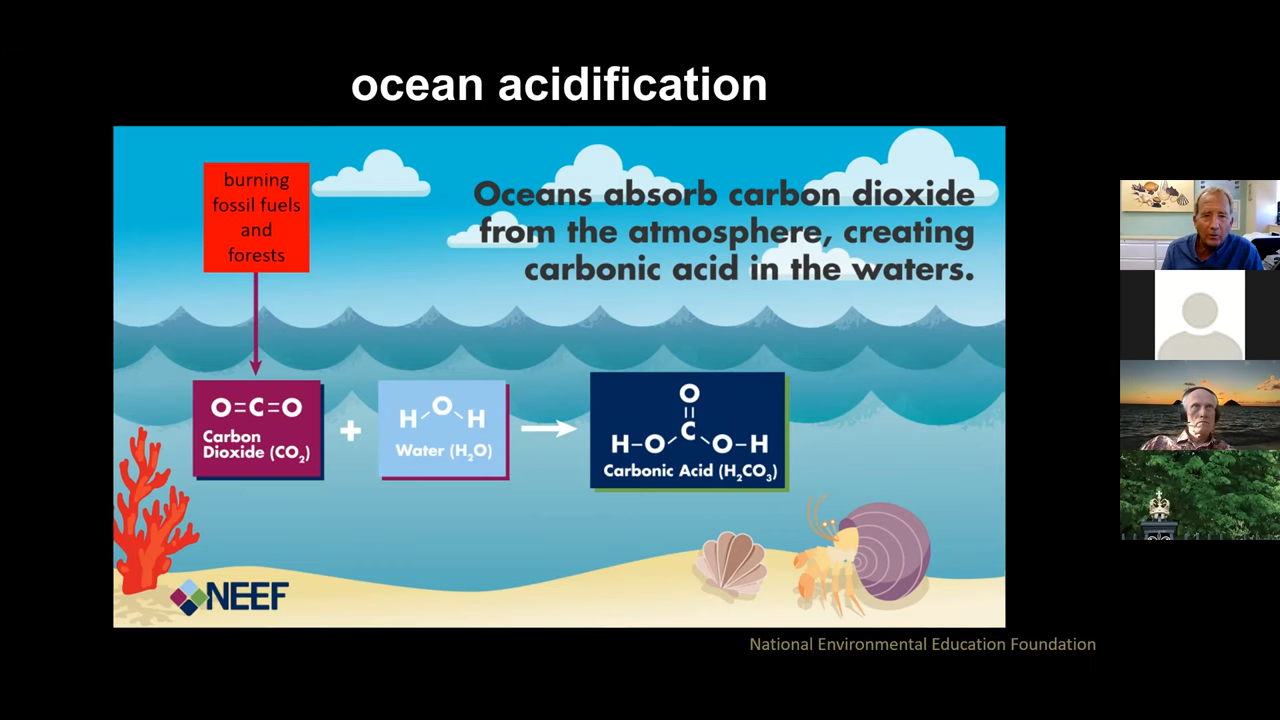 ocean acidification
burning
fossil fuels
and
forests
Oceans absorb carbon dioxide
from the atmosphere, creating
carbonic acid in the waters.
O=C=O
Carbon
Dioxide (CO₂)
+
H O H
Water (H₂O)
O
C
H–O O–H
Carbonic Acid (H₂CO₃)
NEEF
National Environmental Education Foundation